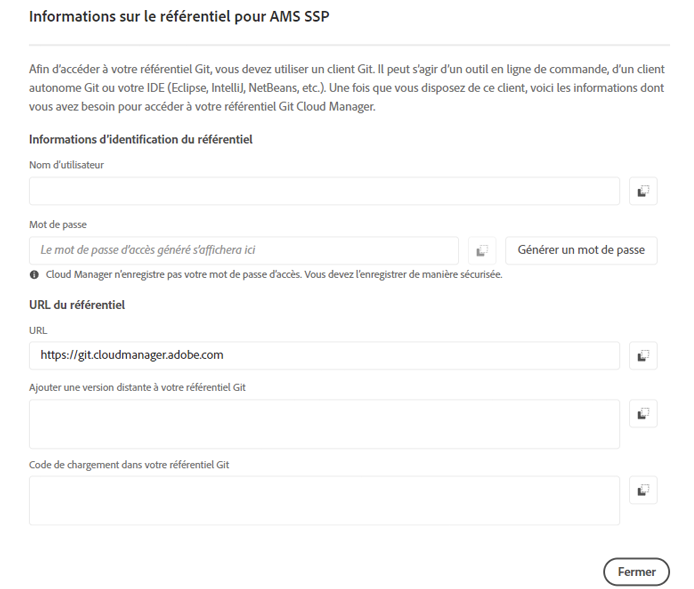 Informations sur le référentiel pour AMS SSP
Afin d’accéder à votre référentiel Git, vous devez utiliser un client Git. Il peut s’agir d’un outil en ligne de commande, d’un client
autonome Git ou votre IDE (Eclipse, IntelliJ, NetBeans, etc.). Une fois que vous disposez de ce client, voici les informations dont
vous avez besoin pour accéder à votre référentiel Git Cloud Manager.
Informations d’identification du référentiel
Nom d’utilisateur
Mot de passe
Le mot de passe d’accès généré s’affichera ici
Générer un mot de passe
Cloud Manager n’enregistre pas votre mot de passe d’accès. Vous devez l’enregistrer de manière sécurisée.
URL du référentiel
URL
https://git.cloudmanager.adobe.com
Ajouter une version distante à votre référentiel Git
Code de chargement dans votre référentiel Git
Fermer